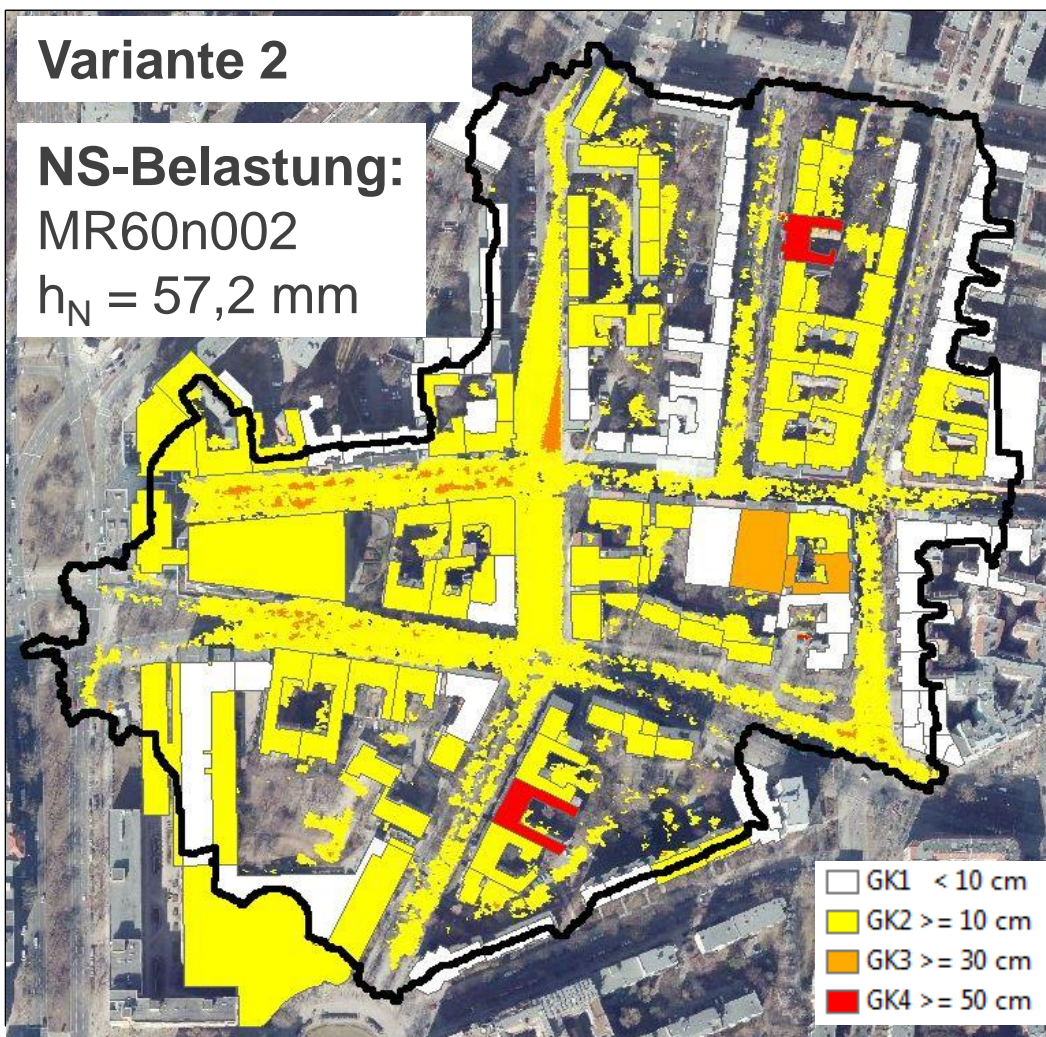 Variante 2
NS-Belastung:
MR60n002
hN = 57,2 mm
GK1 < 10 cm
GK2 >= 10 cm
GK3 >= 30 cm
GK4 >= 50 cm